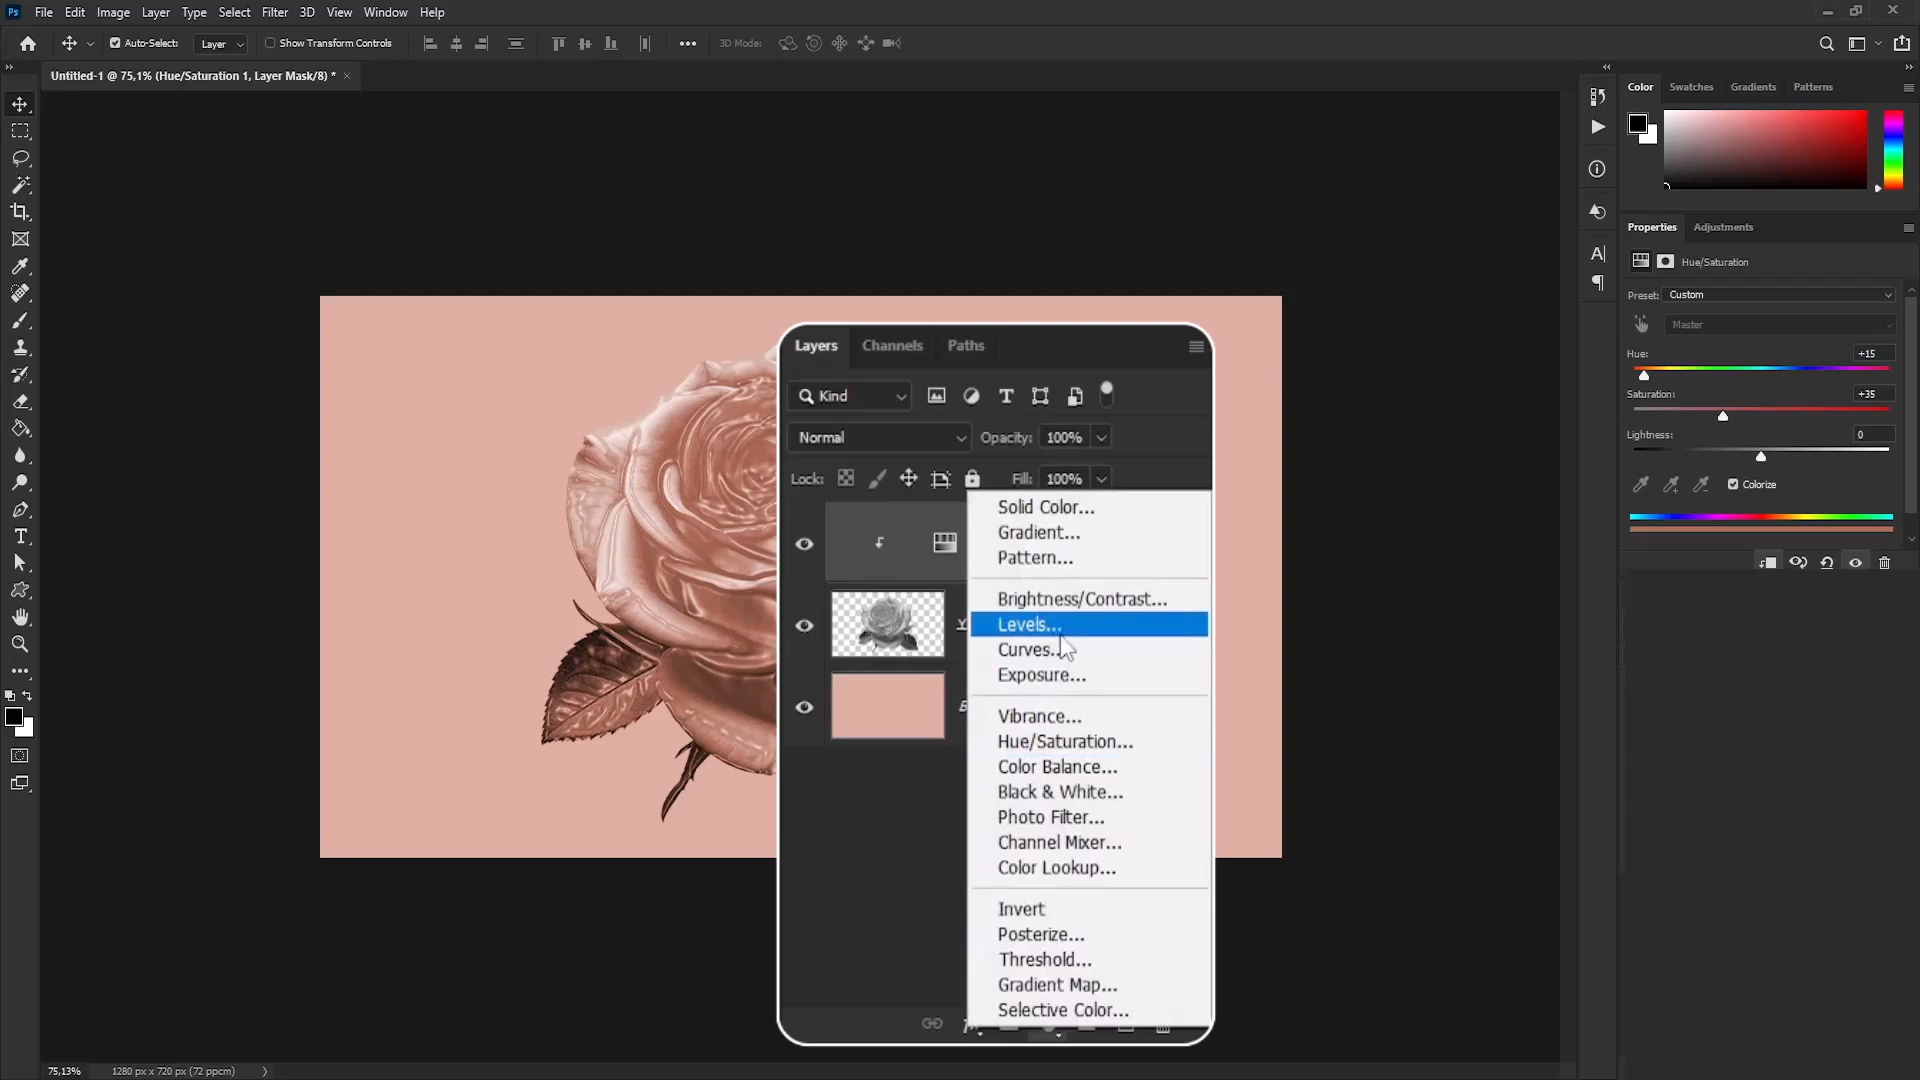 Ps File Edit Image Layer Type Select Filter 3D View Window Help
Auto-Select: Layer Show Transform Controls 3D Mode:
Untitled-1 @ 75,1% (Hue/Saturation 1, Layer Mask/8) *
Color Swatches Gradients Patterns
Properties Adjustments
Hue/Saturation
Preset: Custom
Master
Hue: +15
Saturation: +35
Lightness: 0
Colorize
Layers Channels Paths
Kind
Normal Opacity: 100%
Lock: Fill: 100%
Solid Color...
Gradient...
Pattern...
Brightness/Contrast...
Levels...
Curves...
Exposure...
Vibrance...
Hue/Saturation...
Color Balance...
Black & White...
Photo Filter...
Channel Mixer...
Color Lookup...
Invert
Posterize...
Threshold...
Gradient Map...
Selective Color...
75,13% 1280 px x 720 px (72 ppcm)